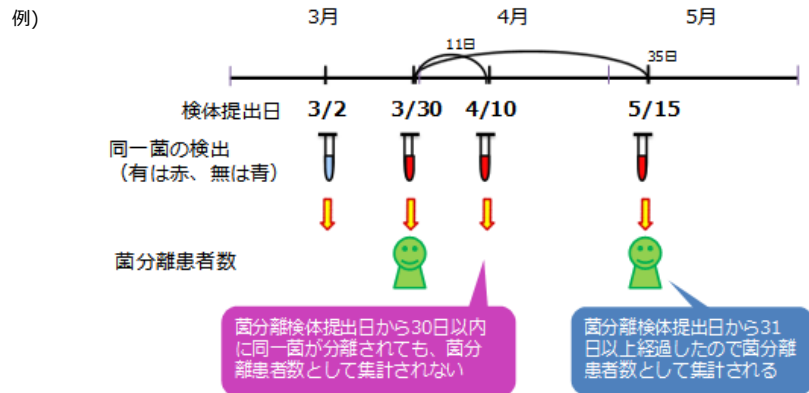 例)
3月 4月 5月
11日 35日
検体提出日 3/2 3/30 4/10 5/15
同一菌の検出
（有は赤、無は青）
菌分離患者数
菌分離検体提出日から30日以内
に同一菌が分離されても、菌分
離患者数として集計されない
菌分離検体提出日から31
日以上経過したので菌分離
患者数として集計される